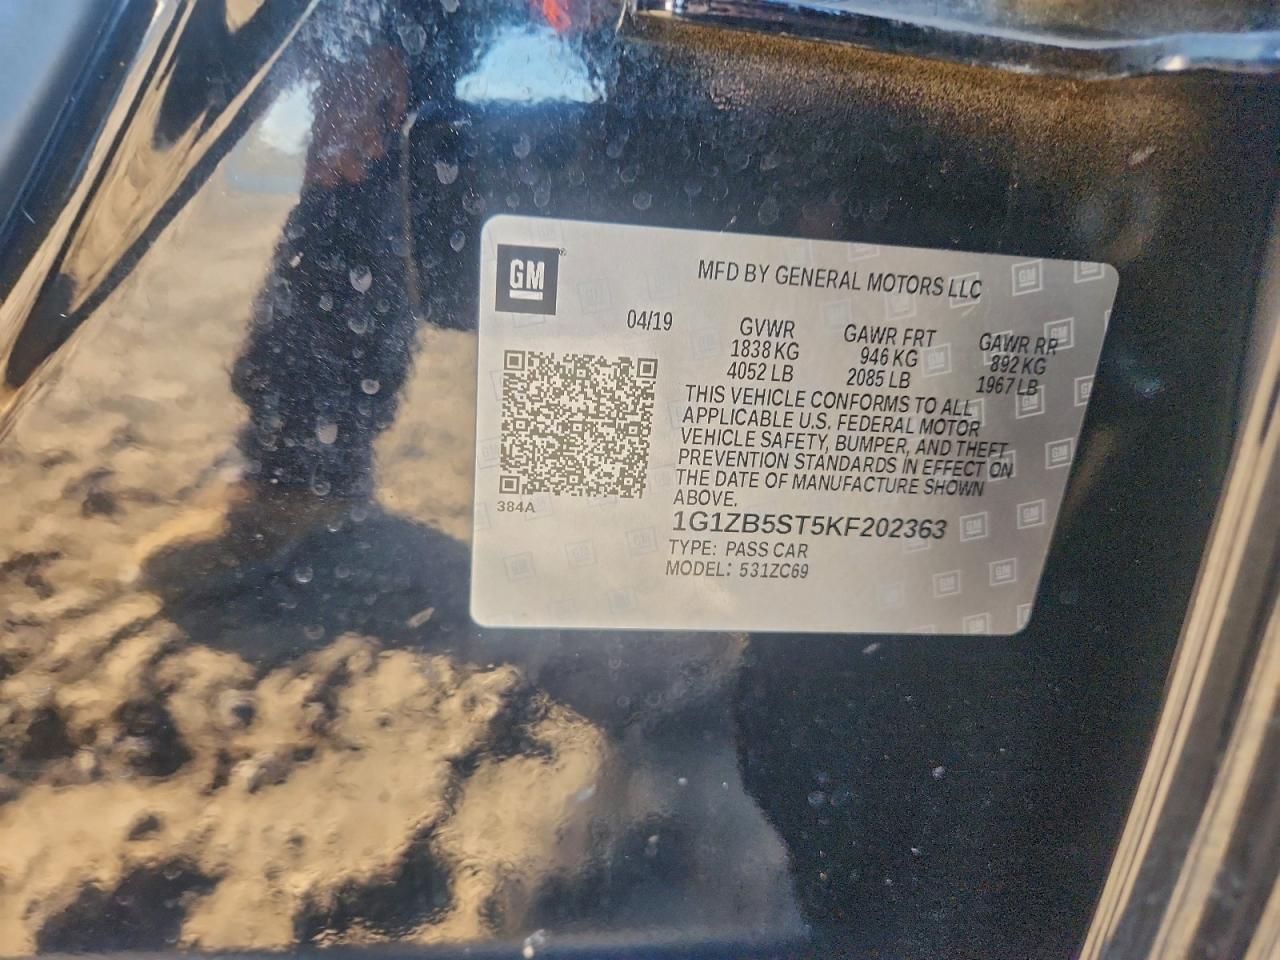 GM
MFD BY GENERAL MOTORS LLC
04/19
GVWR
1838 KG
4052 LB
GAWR FRT
946 KG
2085 LB
GAWR RR
892 KG
1967 LB
THIS VEHICLE CONFORMS TO ALL
APPLICABLE U.S. FEDERAL MOTOR
VEHICLE SAFETY, BUMPER, AND THEFT
PREVENTION STANDARDS IN EFFECT ON
THE DATE OF MANUFACTURE SHOWN
ABOVE.
384A
1G1ZB5ST5KF202363
TYPE: PASS CAR
MODEL: 531ZC69